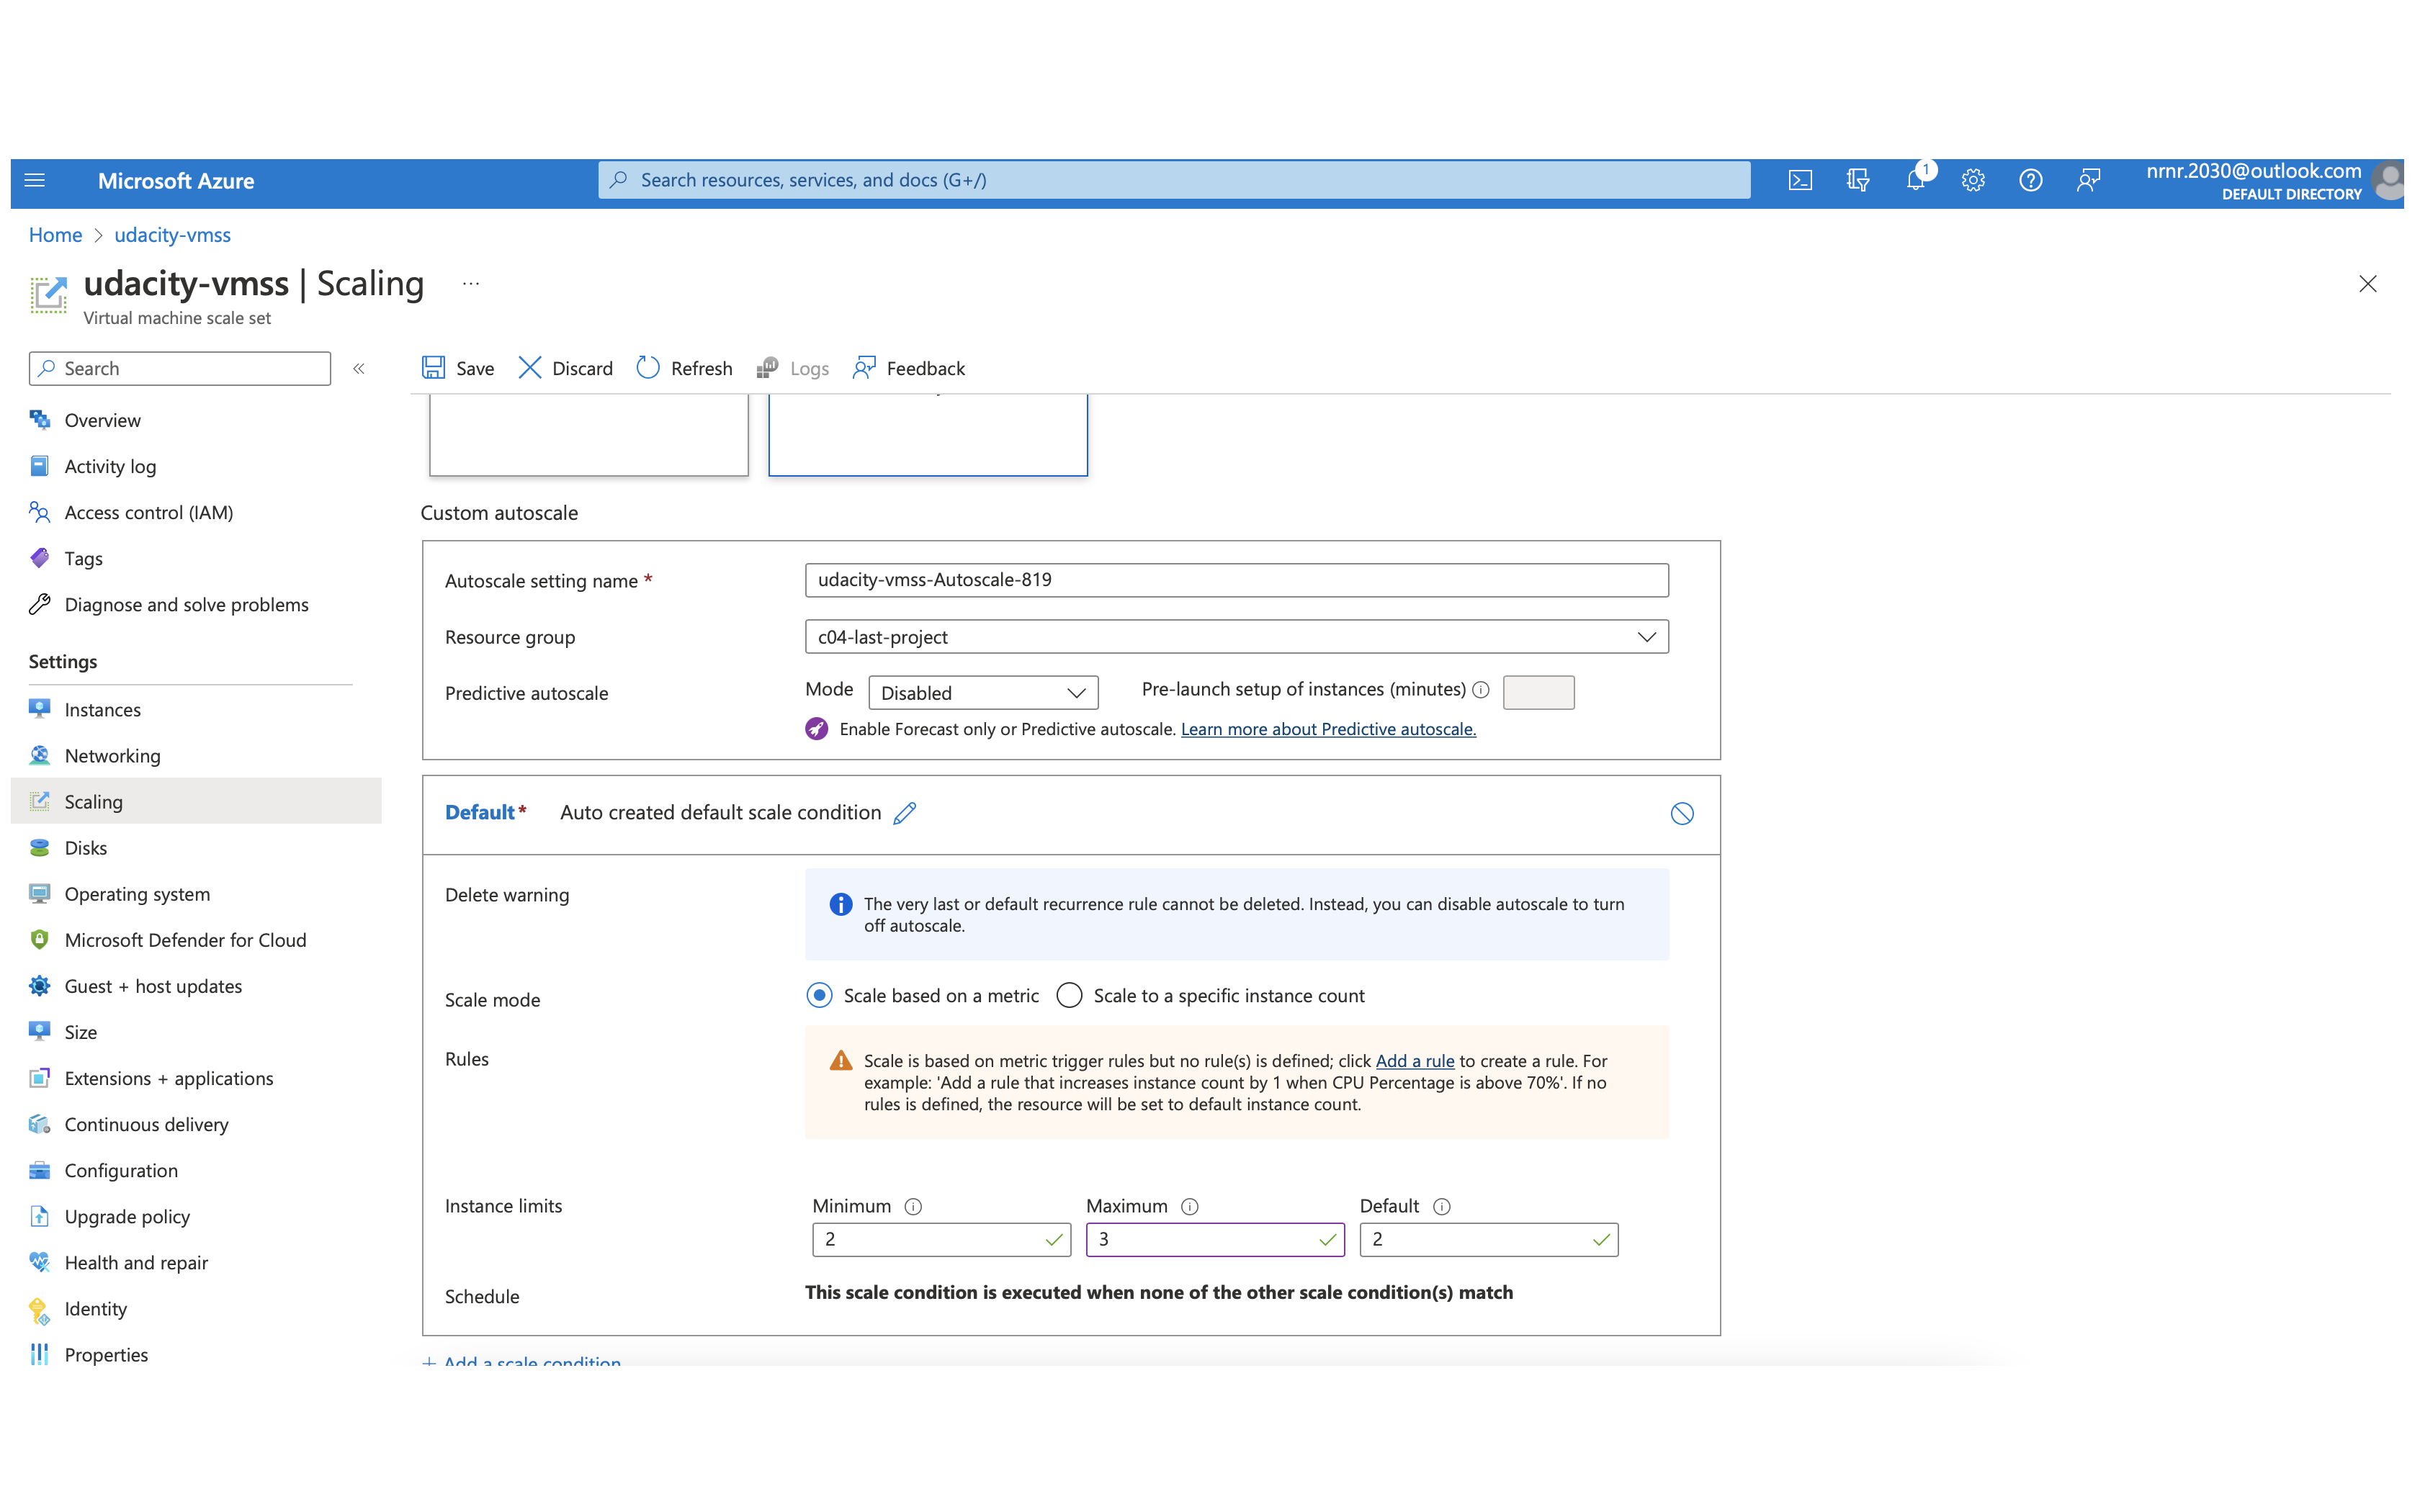 Microsoft Azure
Search resources, services, and docs (G+/)
1
nrnr.2030@outlook.com
DEFAULT DIRECTORY
Home > udacity-vmss
udacity-vmss | Scaling ...
Virtual machine scale set
Search
«
Save
Discard
Refresh
Logs
Feedback
Overview
Activity log
Access control (IAM)
Tags
Diagnose and solve problems
Settings
Instances
Networking
Scaling
Disks
Operating system
Microsoft Defender for Cloud
Guest + host updates
Size
Extensions + applications
Continuous delivery
Configuration
Upgrade policy
Health and repair
Identity
Properties
Custom autoscale
Autoscale setting name *
udacity-vmss-Autoscale-819
Resource group
c04-last-project
Predictive autoscale
Mode
Disabled
Pre-launch setup of instances (minutes)
Enable Forecast only or Predictive autoscale. Learn more about Predictive autoscale.
Default* Auto created default scale condition
Delete warning
The very last or default recurrence rule cannot be deleted. Instead, you can disable autoscale to turn
off autoscale.
Scale mode
Scale based on a metric
Scale to a specific instance count
Rules
Scale is based on metric trigger rules but no rule(s) is defined; click Add a rule to create a rule. For
example: 'Add a rule that increases instance count by 1 when CPU Percentage is above 70%'. If no
rules is defined, the resource will be set to default instance count.
Instance limits
Minimum
2
Maximum
3
Default
2
Schedule
This scale condition is executed when none of the other scale condition(s) match
+ Add a scale condition